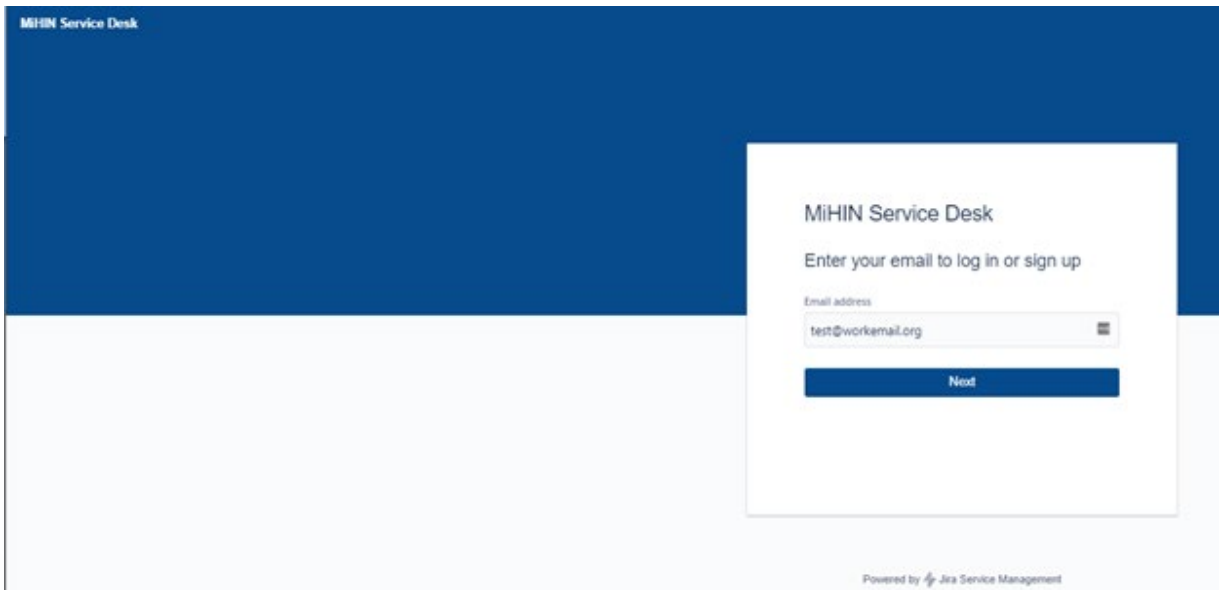 MiHIN Service Desk
MiHIN Service Desk
Enter your email to log in or sign up
Email address
test@workemail.org
Next
Powered by Jira Service Management